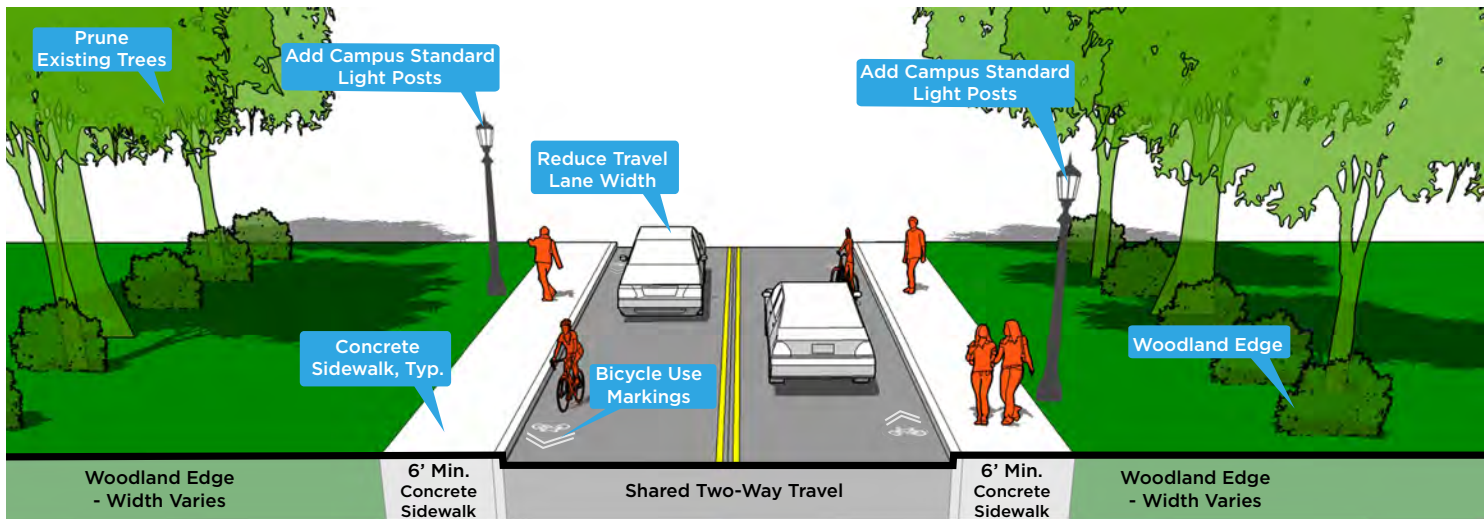 Prune
Existing Trees
Add Campus Standard
Light Posts
Add Campus Standard
Light Posts
Reduce Travel
Lane Width
Concrete
Sidewalk, Typ.
Bicycle Use
Markings
Woodland Edge
Woodland Edge
- Width Varies
6' Min.
Concrete
Sidewalk
Shared Two-Way Travel
6' Min.
Concrete
Sidewalk
Woodland Edge
- Width Varies